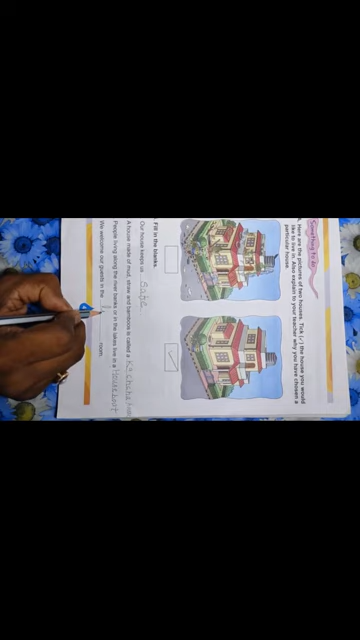 Something to do
Here are the pictures of two houses. Tick (✓) the house you would
like to live in. Also explain to your teacher why you have chosen a
particular house.
Fill in the blanks.
Our house keeps us safe
A house made of mud, straw and bamboos is called a Kachcha
People living along the river banks or in the lakes live in a House boat
We welcome our guests in the
room.